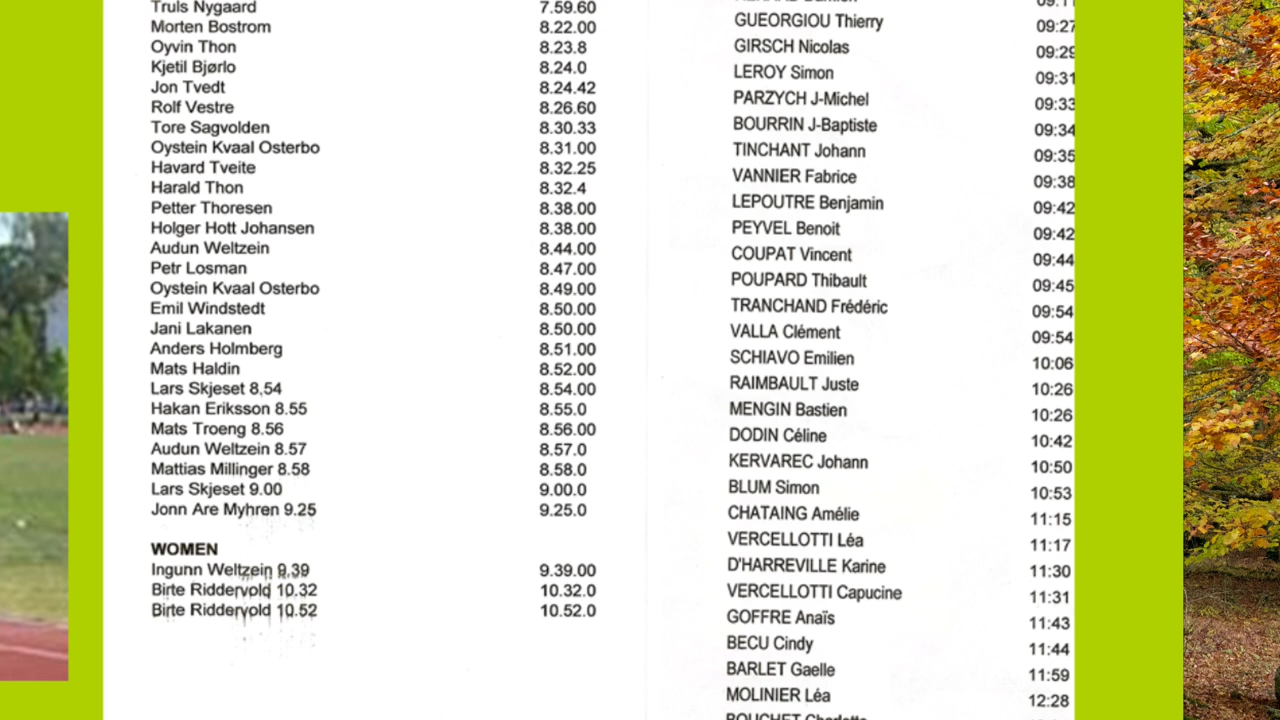 Truls Nygaard 7.59.60
Morten Bostrom 8.22.00
Oyvin Thon 8.23.8
Kjetil Bjørlo 8.24.0
Jon Tvedt 8.24.42
Rolf Vestre 8.26.60
Tore Sagvolden 8.30.33
Oystein Kvaal Osterbo 8.31.00
Havard Tveite 8.32.25
Harald Thon 8.32.4
Petter Thoresen 8.38.00
Holger Hott Johansen 8.38.00
Audun Weltzein 8.44.00
Petr Losman 8.47.00
Oystein Kvaal Osterbo 8.49.00
Emil Windstedt 8.50.00
Jani Lakanen 8.50.00
Anders Holmberg 8.51.00
Mats Haldin 8.52.00
Lars Skjeset 8,54 8.54.00
Hakan Eriksson 8.55 8.55.0
Mats Troeng 8.56 8.56.00
Audun Weltzein 8.57 8.57.0
Mattias Millinger 8.58 8.58.0
Lars Skjeset 9.00 9.00.0
Jonn Are Myhren 9.25 9.25.0
WOMEN
Ingunn Weltzein 9.39 9.39.00
Birte Riddervold 10.32 10.32.0
Birte Riddervold 10.52 10.52.0
GUEORGIOU Thierry 09:27
GIRSCH Nicolas 09:29
LEROY Simon 09:31
PARZYCH J-Michel 09:33
BOURRIN J-Baptiste 09:34
TINCHANT Johann 09:35
VANNIER Fabrice 09:38
LEPOUTRE Benjamin 09:42
PEYVEL Benoit 09:42
COUPAT Vincent 09:44
POUPARD Thibault 09:45
TRANCHAND Frédéric 09:54
VALLA Clément 09:54
SCHIAVO Emilien 10:06
RAIMBAULT Juste 10:26
MENGIN Bastien 10:26
DODIN Céline 10:42
KERVAREC Johann 10:50
BLUM Simon 10:53
CHATAING Amélie 11:15
VERCELLOTTI Léa 11:17
D'HARREVILLE Karine 11:30
VERCELLOTTI Capucine 11:31
GOFFRE Anaïs 11:43
BECU Cindy 11:44
BARLET Gaelle 11:59
MOLINIER Léa 12:28